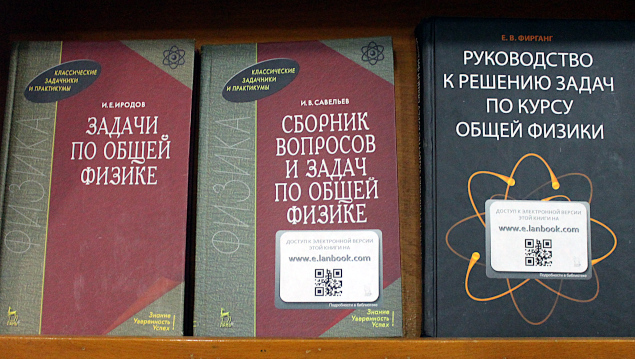 КЛАССИЧЕСКИЕ
ЗАДАЧНИКИ
И ПРАКТИКУМЫ
И.Е.ИРОДОВ
ЗАДАЧИ
ПО ОБЩЕЙ
ФИЗИКЕ
ФИЗИКА
Знание
Уверенность
Успех!
КЛАССИЧЕСКИЕ
ЗАДАЧНИКИ
И ПРАКТИКУМЫ
И.В.САВЕЛЬЕВ
СБОРНИК
ВОПРОСОВ
И ЗАДАЧ
ПО ОБЩЕЙ
ФИЗИКЕ
ФИЗИКА
ДОСТУП К ЭЛЕКТРОННОЙ ВЕРСИИ
ЭТОЙ КНИГИ НА
www.e.lanbook.com
Подробности в библиотеке
Знание
Уверенность
Успех!
Е. В. ФИРГАНГ
РУКОВОДСТВО
К РЕШЕНИЮ ЗАДАЧ
ПО КУРСУ
ОБЩЕЙ ФИЗИКИ
ДОСТУП К ЭЛЕКТРОННОЙ ВЕРСИИ
ЭТОЙ КНИГИ НА
www.e.lanbook.com
Подробности в библиотеке